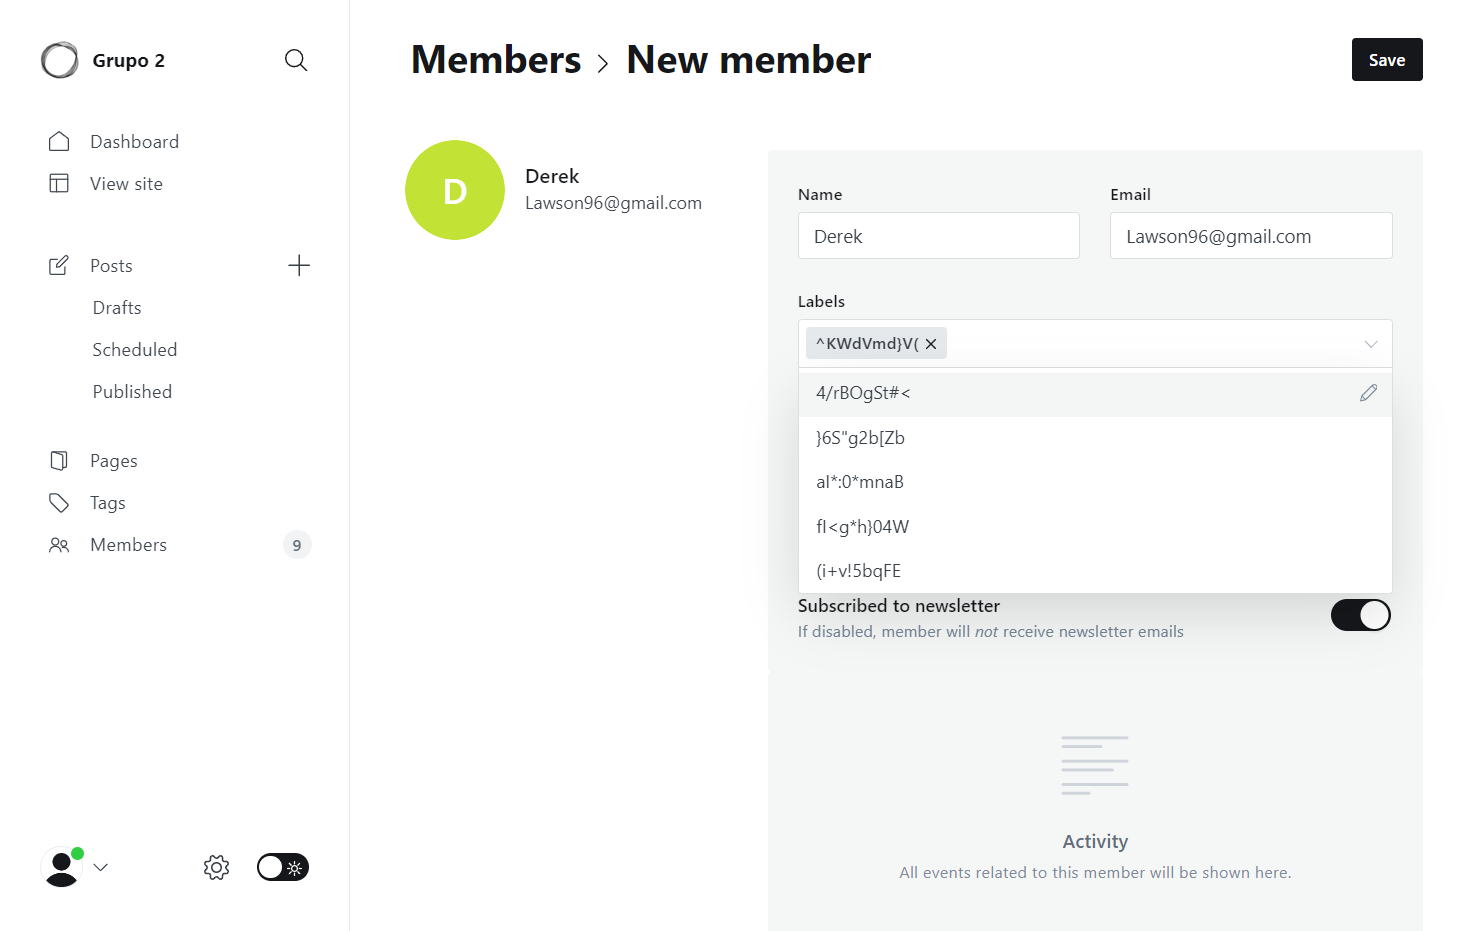 Grupo 2
Dashboard
View site
Posts
Drafts
Scheduled
Published
Pages
Tags
Members 9
Members > New member
Save
D
Derek
Lawson96@gmail.com
Name
Derek
Email
Lawson96@gmail.com
Labels
^KWdVmd}V(
4/rBOgSt#<
}6S"g2b[Zb
al*:0*mnaB
fl<g*h}04W
(i+v!5bqFE
Subscribed to newsletter
If disabled, member will not receive newsletter emails
Activity
All events related to this member will be shown here.